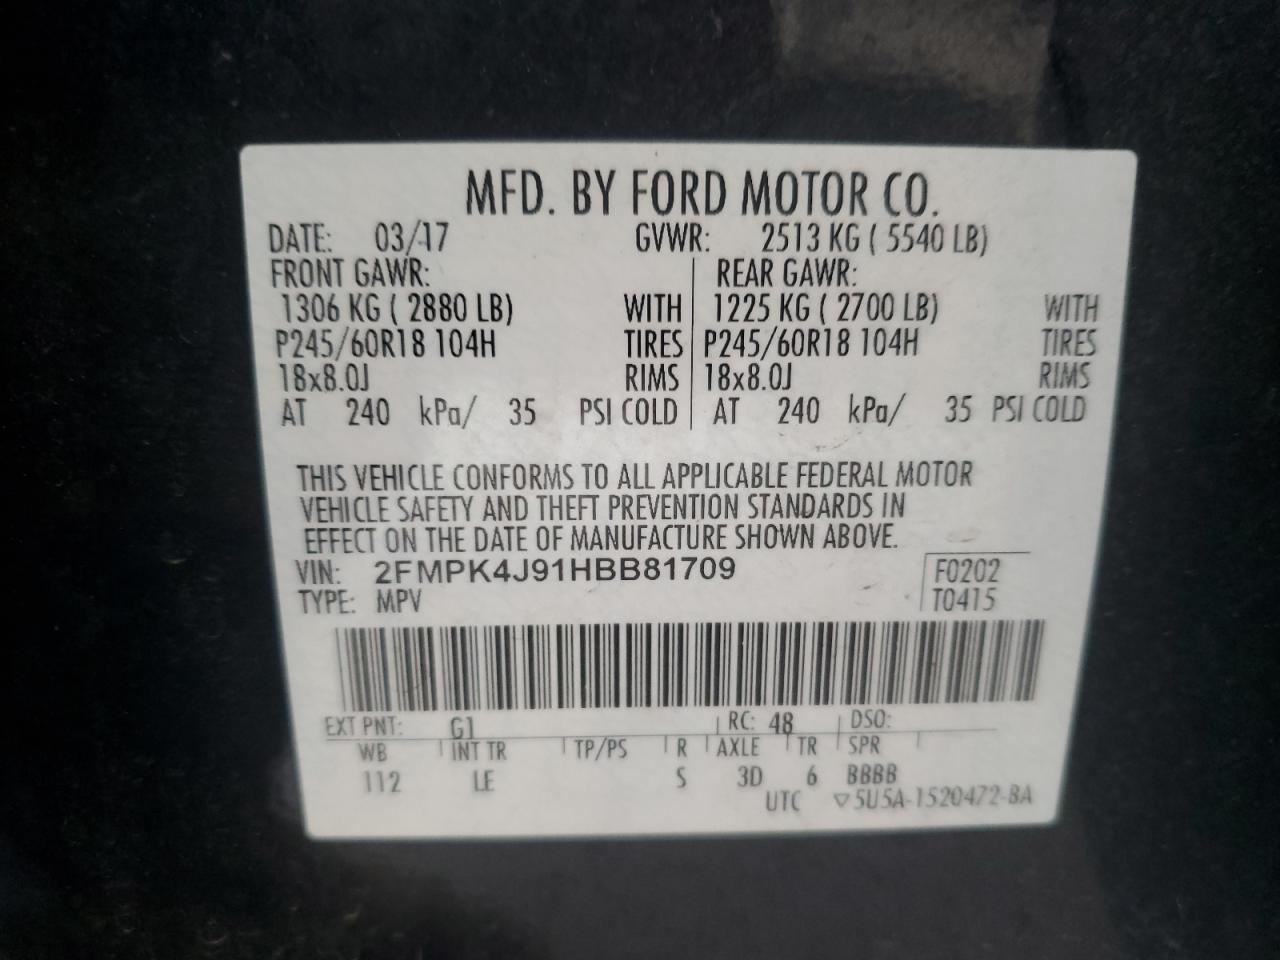 MFD. BY FORD MOTOR CO.
DATE: 03/17 GVWR: 2513 KG ( 5540 LB)
FRONT GAWR: REAR GAWR:
1306 KG ( 2880 LB) WITH 1225 KG ( 2700 LB) WITH
P245/60R18 104H TIRES P245/60R18 104H TIRES
18x8.0J RIMS 18x8.0J RIMS
AT 240 kPa/ 35 PSI COLD AT 240 kPa/ 35 PSI COLD
THIS VEHICLE CONFORMS TO ALL APPLICABLE FEDERAL MOTOR
VEHICLE SAFETY AND THEFT PREVENTION STANDARDS IN
EFFECT ON THE DATE OF MANUFACTURE SHOWN ABOVE.
VIN: 2FMPK4J91HBB81709 F0202
TYPE: MPV T0415
EXT PNT: G1 RC: 48 DSO:
WB INT TR TP/PS R AXLE TR SPR
112 LE S 3D 6 BBBB
UTC ▽5U5A-1520472-BA